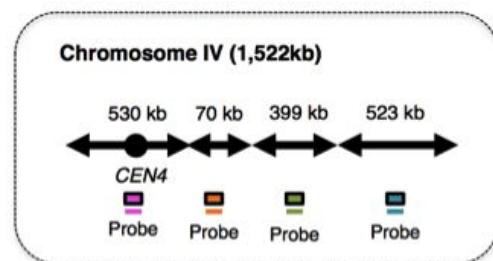 Chromosome IV (1,522kb)
530 kb 70 kb 399 kb 523 kb
CEN4
Probe Probe Probe Probe